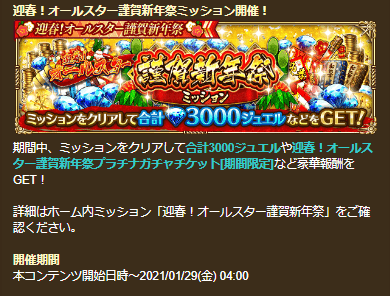 迎春！オールスター謹賀新年祭ミッション開催！
迎春！オールスター謹賀新年祭
謹賀新年祭
ミッション
ミッションをクリアして合計3000ジュエルなどをGET！
期間中、ミッションをクリアして合計3000ジュエルや迎春！オールス
ター謹賀新年祭プラチナガチャチケット[期間限定]など豪華報酬を
GET！
詳細はホーム内ミッション「迎春！オールスター謹賀新年祭」をご確
認ください。
開催期間
本コンテンツ開始日時～2021/01/29(金) 04:00